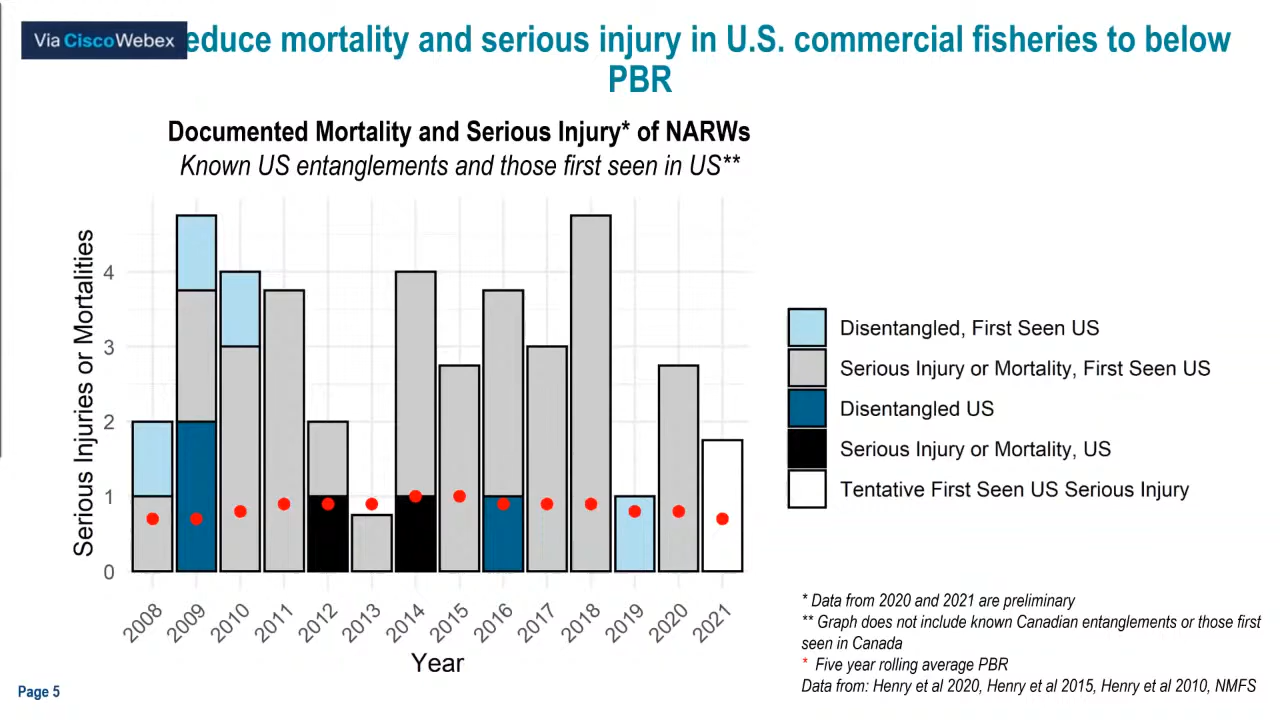 Via Cisco Webex
educe mortality and serious injury in U.S. commercial fisheries to below
PBR
Documented Mortality and Serious Injury* of NARWs
Known US entanglements and those first seen in US**
Serious Injuries or Mortalities
4
3
2
1
0
2008
2009
2010
2011
2012
2013
2014
2015
2016
2017
2018
2019
2020
2021
Year
Disentangled, First Seen US
Serious Injury or Mortality, First Seen US
Disentangled US
Serious Injury or Mortality, US
Tentative First Seen US Serious Injury
* Data from 2020 and 2021 are preliminary
** Graph does not include known Canadian entanglements or those first
seen in Canada
* Five year rolling average PBR
Data from: Henry et al 2020, Henry et al 2015, Henry et al 2010, NMFS
Page 5